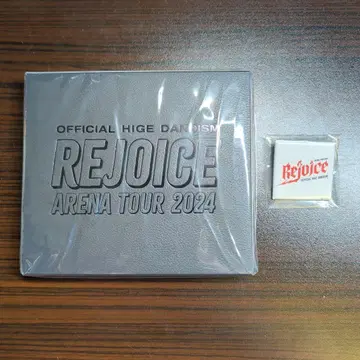 OFFICIAL HIGE DANDISM
REJOICE
ARENA TOUR 2024
Rejoice